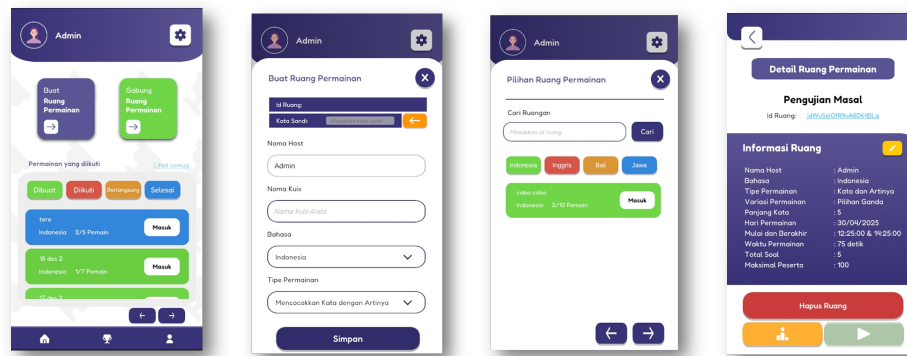 Admin
Buat
Ruang
Permainan
Gabung
Ruang
Permainan
Permainan yang diikuti
Lihat semua
Dibuat
Diikuti
Berlangsung
Selesai
tere
Indonesia 2/5 Pemain
Masuk
18 des 2
Indonesia 1/7 Pemain
Masuk
17 des 2
Admin
Buat Ruang Permainan
X
Id Ruang:
Kata Sandi:
Masukkan kata sandi
Nama Host
Admin
Nama Kuis
Nama kuis Anda
Bahasa
Indonesia
Tipe Permainan
Mencocokkan Kata dengan Artinya
Simpan
Admin
Pilihan Ruang Permainan
X
Cari Ruangan
Masukkan id ruang
Cari
Indonesia
Inggris
Bali
Jawa
coba coba
Indonesia 3/10 Pemain
Masuk
Detail Ruang Permainan
Pengujian Masal
Id Ruang:
Informasi Ruang
Nama Host : Admin
Bahasa : Indonesia
Tipe Permainan : Kata dan Artinya
Variasi Permainan : Pilihan Ganda
Panjang Kata : 5
Hari Permainan : 30/04/2025
Mulai dan Berakhir : 12:25:00 & 14:25:00
Waktu Permainan : 75 detik
Total Soal : 5
Maksimal Peserta : 100
Hapus Ruang